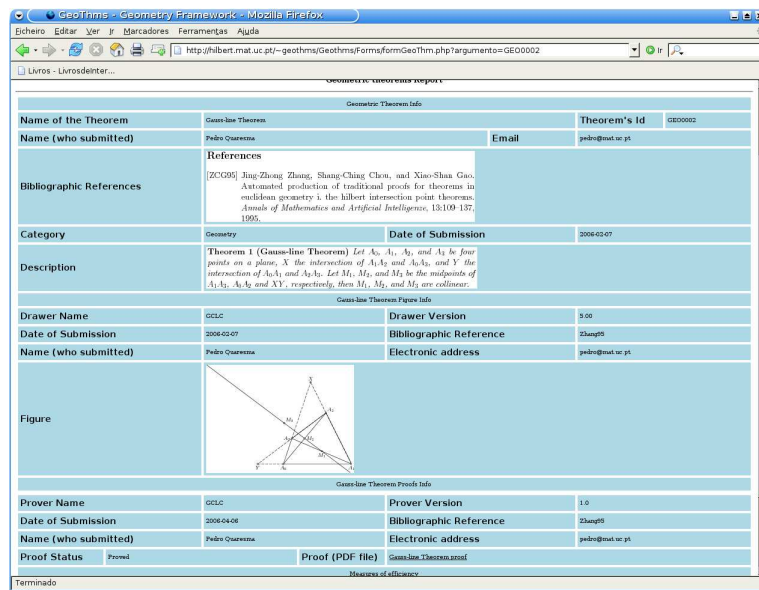 GeoThms - Geometry Framework - Mozilla Firefox
Ficheiro Editar Ver Ir Marcadores Ferramentas Ajuda
http://hilbert.mat.uc.pt/~geothms/Geothms/Forms/formGeoThm.php?argumento=GEO0002 Ir
Livros - LivrosdeInter...
Geometric theorems Report
Geometric Theorem Info
Name of the Theorem Gauss-line Theorem Theorem's Id GEO0002
Name (who submitted) Pedro Quaresma Email pedro@mat.uc.pt
Bibliographic References
References
[ZCG95] Jing-Zhong Zhang, Shang-Ching Chou, and Xiao-Shan Gao.
Automated production of traditional proofs for theorems in
euclidean geometry i. the hilbert intersection point theorems.
Annals of Mathematics and Artificial Intelligenze, 13:109–137,
1995.
Category Geometry Date of Submission 2006-02-07
Description
Theorem 1 (Gauss-line Theorem) Let A0, A1, A2, and A3 be four
points on a plane, X the intersection of A1A2 and A0A3, and Y the
intersection of A0A1 and A2A3. Let M1, M2, and M3 be the midpoints of
A1A3, A0A2 and XY, respectively, then M1, M2, and M3 are collinear.
Gauss-line Theorem Figure Info
Drawer Name GCLC Drawer Version 5.00
Date of Submission 2006-02-07 Bibliographic Reference Zhang95
Name (who submitted) Pedro Quaresma Electronic address pedro@mat.uc.pt
Figure
Gauss-line Theorem Proofs Info
Prover Name GCLC Prover Version 1.0
Date of Submission 2006-04-06 Bibliographic Reference Zhang95
Name (who submitted) Pedro Quaresma Electronic address pedro@mat.uc.pt
Proof Status Proved Proof (PDF file) Gauss-line Theorem proof
Measures of efficiency
Terminado